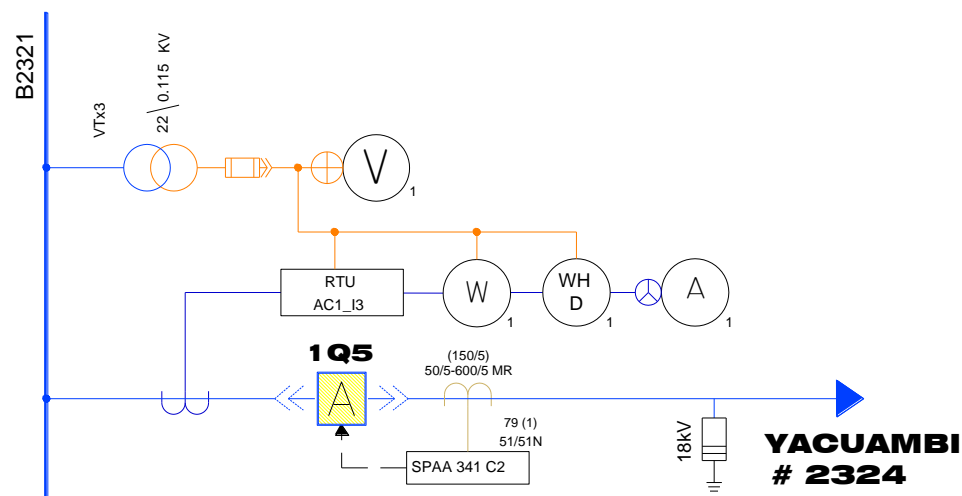 B2321
VTx3
22 / 0.115 KV
V
1
RTU
AC1_I3
W
1
WH
D
1
A
1
1Q5
A
(150/5)
50/5-600/5 MR
79 (1)
51/51N
SPAA 341 C2
18kV
YACUAMBI
# 2324